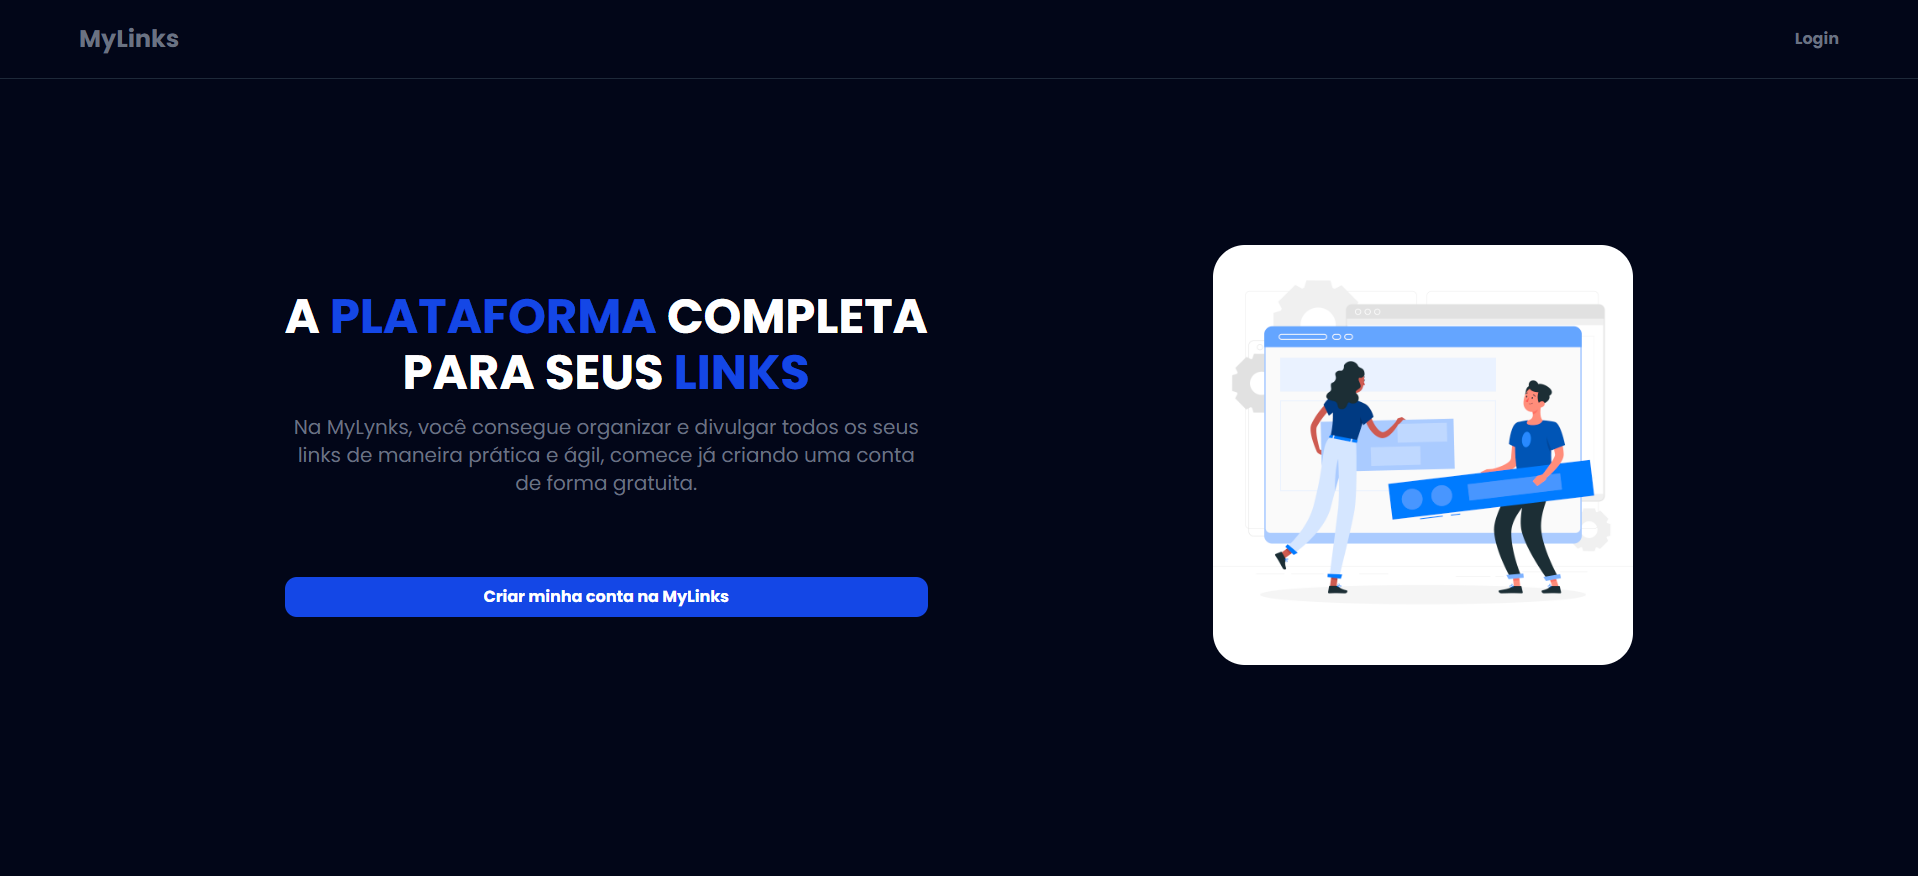 MyLinks
Login
A PLATAFORMA COMPLETA
PARA SEUS LINKS
Na MyLynks, você consegue organizar e divulgar todos os seus
links de maneira prática e ágil, comece já criando uma conta
de forma gratuita.
Criar minha conta na MyLinks